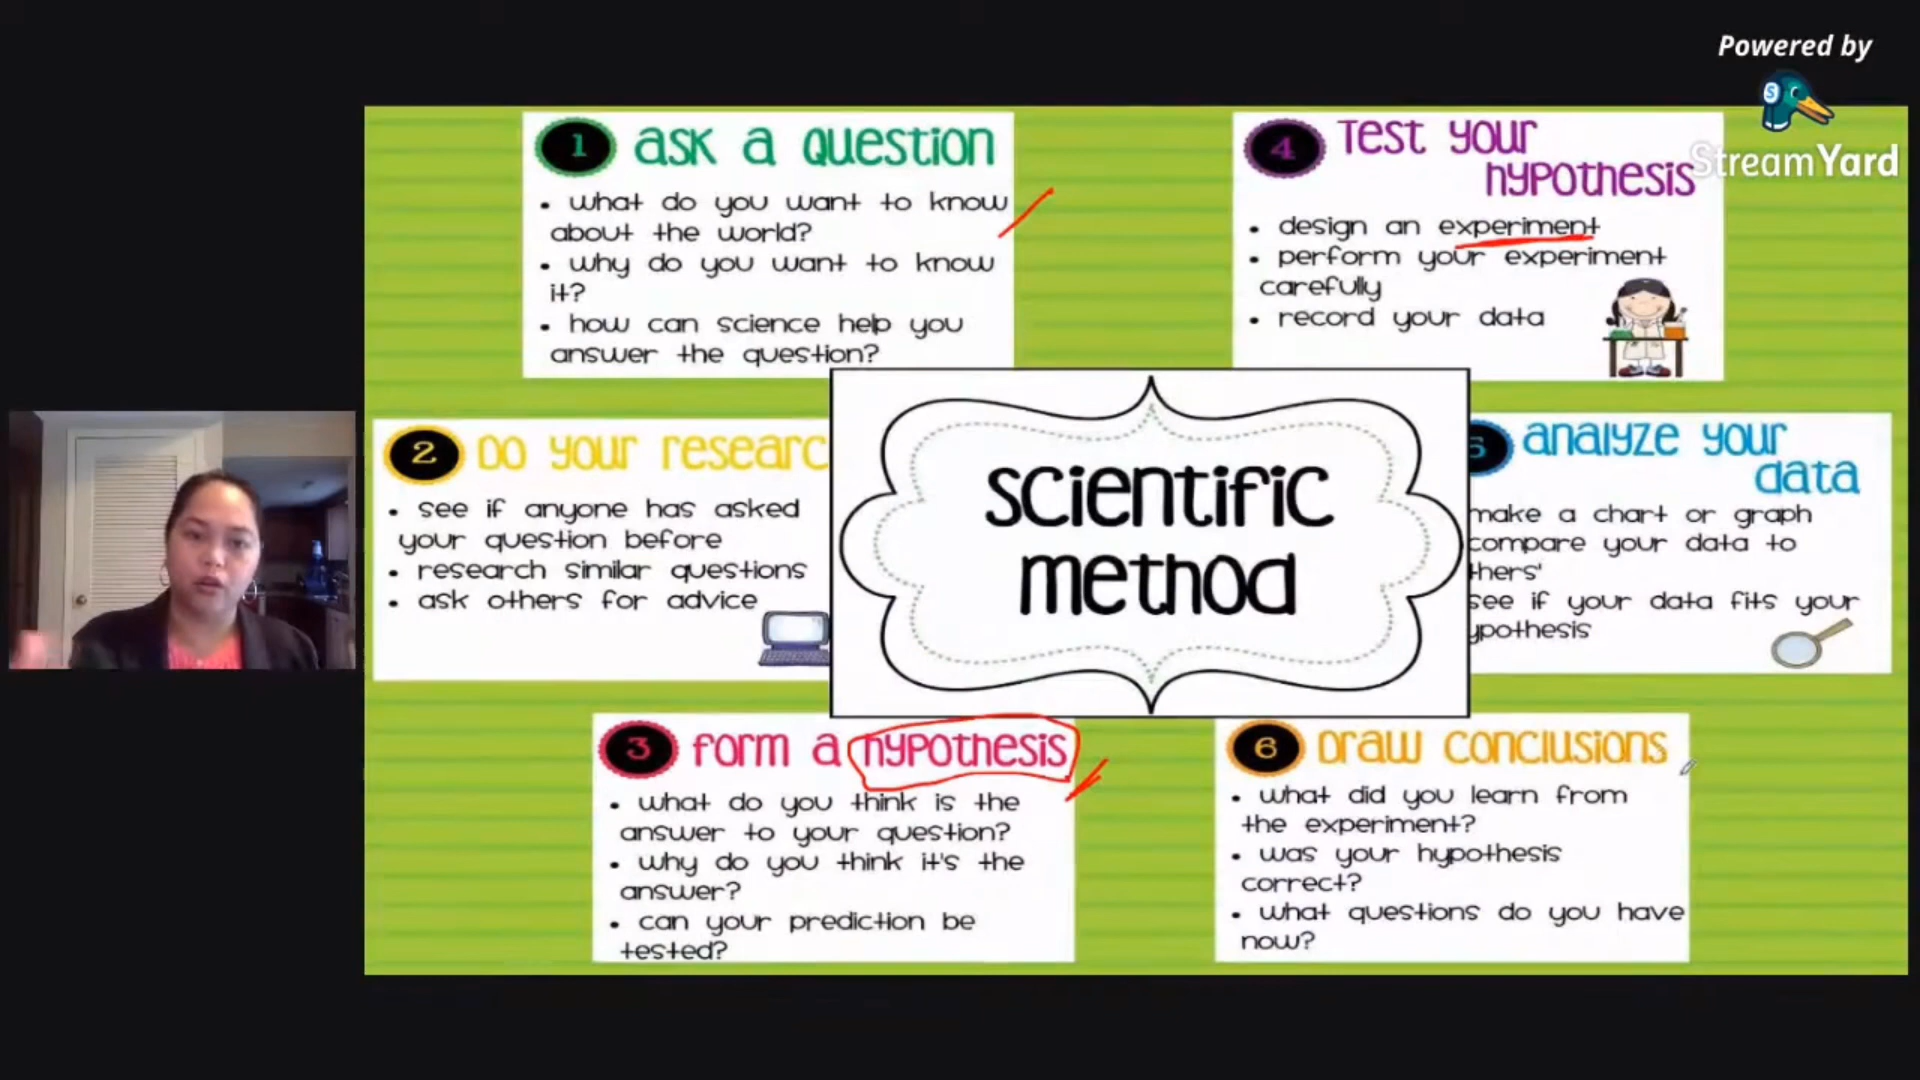 Powered by
StreamYard
1 ask a question
• what do you want to know
about the world?
• why do you want to know
it?
• how can science help you
answer the question?
2 Do your researc
• see if anyone has asked
your question before
• research similar questions
• ask others for advice
3 form a hypothesis
• what do you think is the
answer to your question?
• why do you think it's the
answer?
• can your prediction be
tested?
scientific
method
4 Test your
hypothesis
• design an experiment
• perform your experiment
carefully
• record your data
5 analyze your
data
make a chart or graph
compare your data to
thers'
see if your data fits your
ypothesis
6 Draw conclusions
• what did you learn from
the experiment?
• was your hypothesis
correct?
• what questions do you have
now?